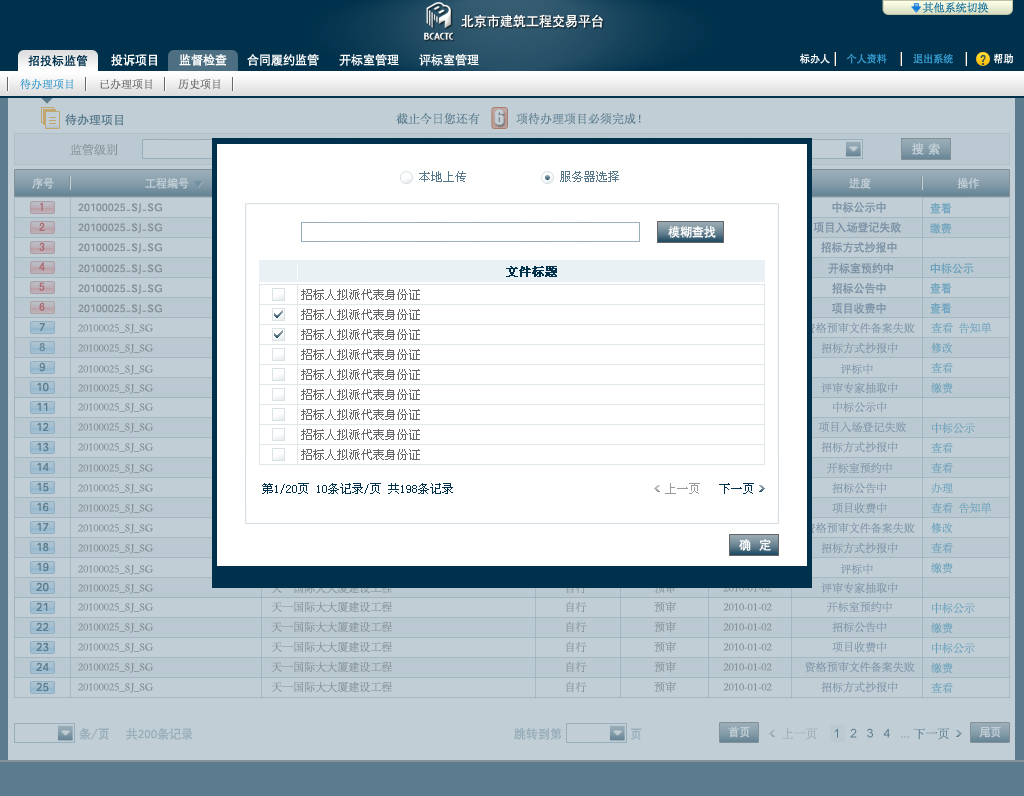 其他系统切换
BCACTC 北京市建筑工程交易平台
招投标监管 投诉项目 监督检查 合同履约监管 开标室管理 评标室管理 标办人 个人资料 退出系统 ? 帮助
待办理项目 已办理项目 历史项目
待办理项目 截止今日您还有 6 项待办理项目必须完成！
监管级别 搜 索
序号 工程编号 进度 操作
1 20100025_SJ_SG 中标公示中 查看
2 20100025_SJ_SG 项目入场登记失败 缴费
3 20100025_SJ_SG 招标方式抄报中
4 20100025_SJ_SG 开标室预约中 中标公示
5 20100025_SJ_SG 招标公告中 查看
6 20100025_SJ_SG 项目收费中 查看
7 20100025_SJ_SG 资格预审文件备案失败 查看 告知单
8 20100025_SJ_SG 招标方式抄报中 修改
9 20100025_SJ_SG 评标中 查看
10 20100025_SJ_SG 评审专家抽取中 缴费
11 20100025_SJ_SG 中标公示中
12 20100025_SJ_SG 项目入场登记失败 中标公示
13 20100025_SJ_SG 招标方式抄报中 查看
14 20100025_SJ_SG 开标室预约中 查看
15 20100025_SJ_SG 招标公告中 办理
16 20100025_SJ_SG 项目收费中 查看 告知单
17 20100025_SJ_SG 资格预审文件备案失败 修改
18 20100025_SJ_SG 招标方式抄报中 查看
19 20100025_SJ_SG 评标中 缴费
20 20100025_SJ_SG 天一国际大大厦建设工程 自行 预审 2010-01-02 评审专家抽取中
21 20100025_SJ_SG 天一国际大大厦建设工程 自行 预审 2010-01-02 开标室预约中 中标公示
22 20100025_SJ_SG 天一国际大大厦建设工程 自行 预审 2010-01-02 招标公告中 缴费
23 20100025_SJ_SG 天一国际大大厦建设工程 自行 预审 2010-01-02 项目收费中 中标公示
24 20100025_SJ_SG 天一国际大大厦建设工程 自行 预审 2010-01-02 资格预审文件备案失败 缴费
25 20100025_SJ_SG 天一国际大大厦建设工程 自行 预审 2010-01-02 招标方式抄报中 查看
条/页 共200条记录 跳转到第 页 首页 < 上一页 1 2 3 4 ... 下一页 > 尾页
本地上传 服务器选择
模糊查找
文件标题
招标人拟派代表身份证
招标人拟派代表身份证
招标人拟派代表身份证
招标人拟派代表身份证
招标人拟派代表身份证
招标人拟派代表身份证
招标人拟派代表身份证
招标人拟派代表身份证
招标人拟派代表身份证
第1/20页 10条记录/页 共198条记录 < 上一页 下一页 >
确 定